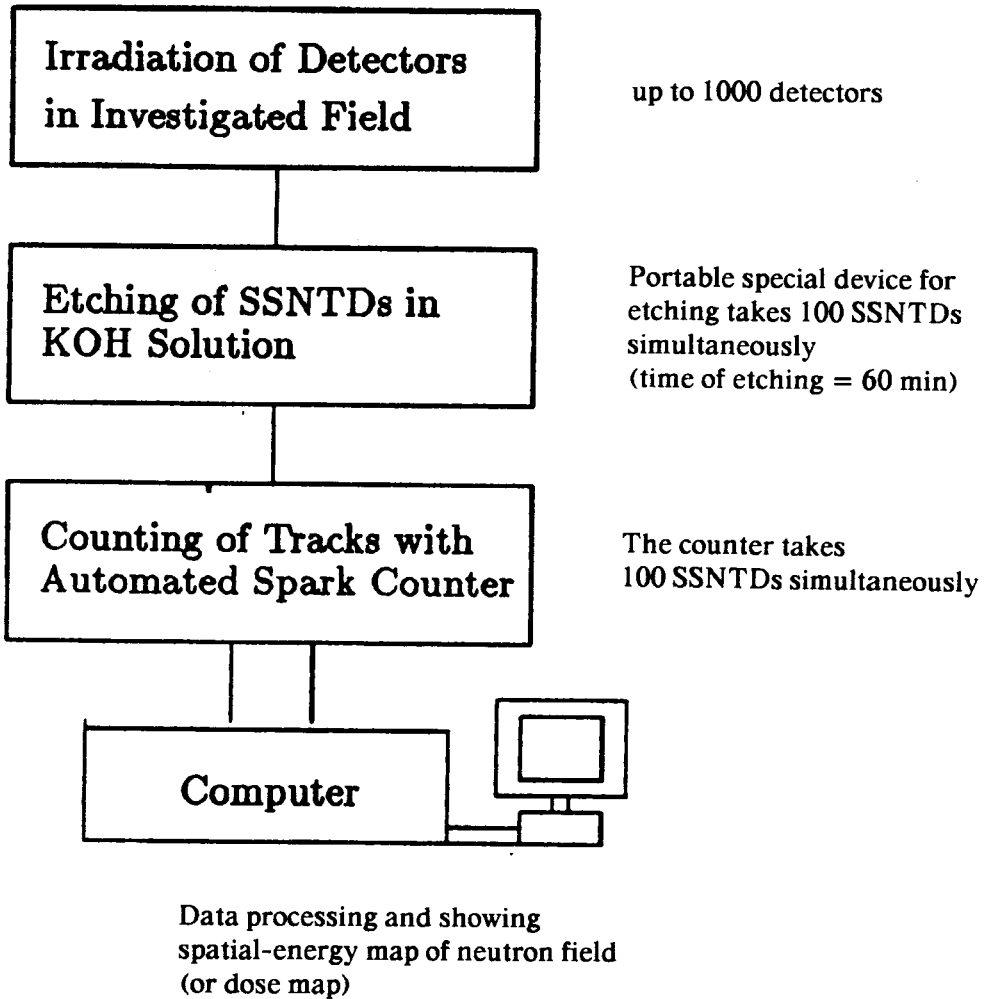 Irradiation of Detectors
in Investigated Field
up to 1000 detectors
Etching of SSNTDs in
KOH Solution
Portable special device for
etching takes 100 SSNTDs
simultaneously
(time of etching = 60 min)
Counting of Tracks with
Automated Spark Counter
The counter takes
100 SSNTDs simultaneously
Computer
Data processing and showing
spatial-energy map of neutron field
(or dose map)